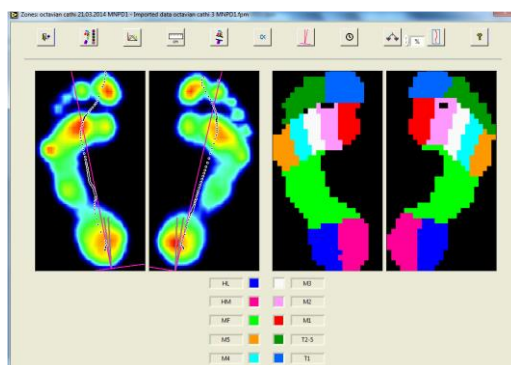 Zones: octavian cathi 21.03.2014 MNPD1 - Imported data octavian cathi 3 MNPD1.fpm
%
?
HL M3
HM M2
MF M1
M5 T2-5
M4 T1